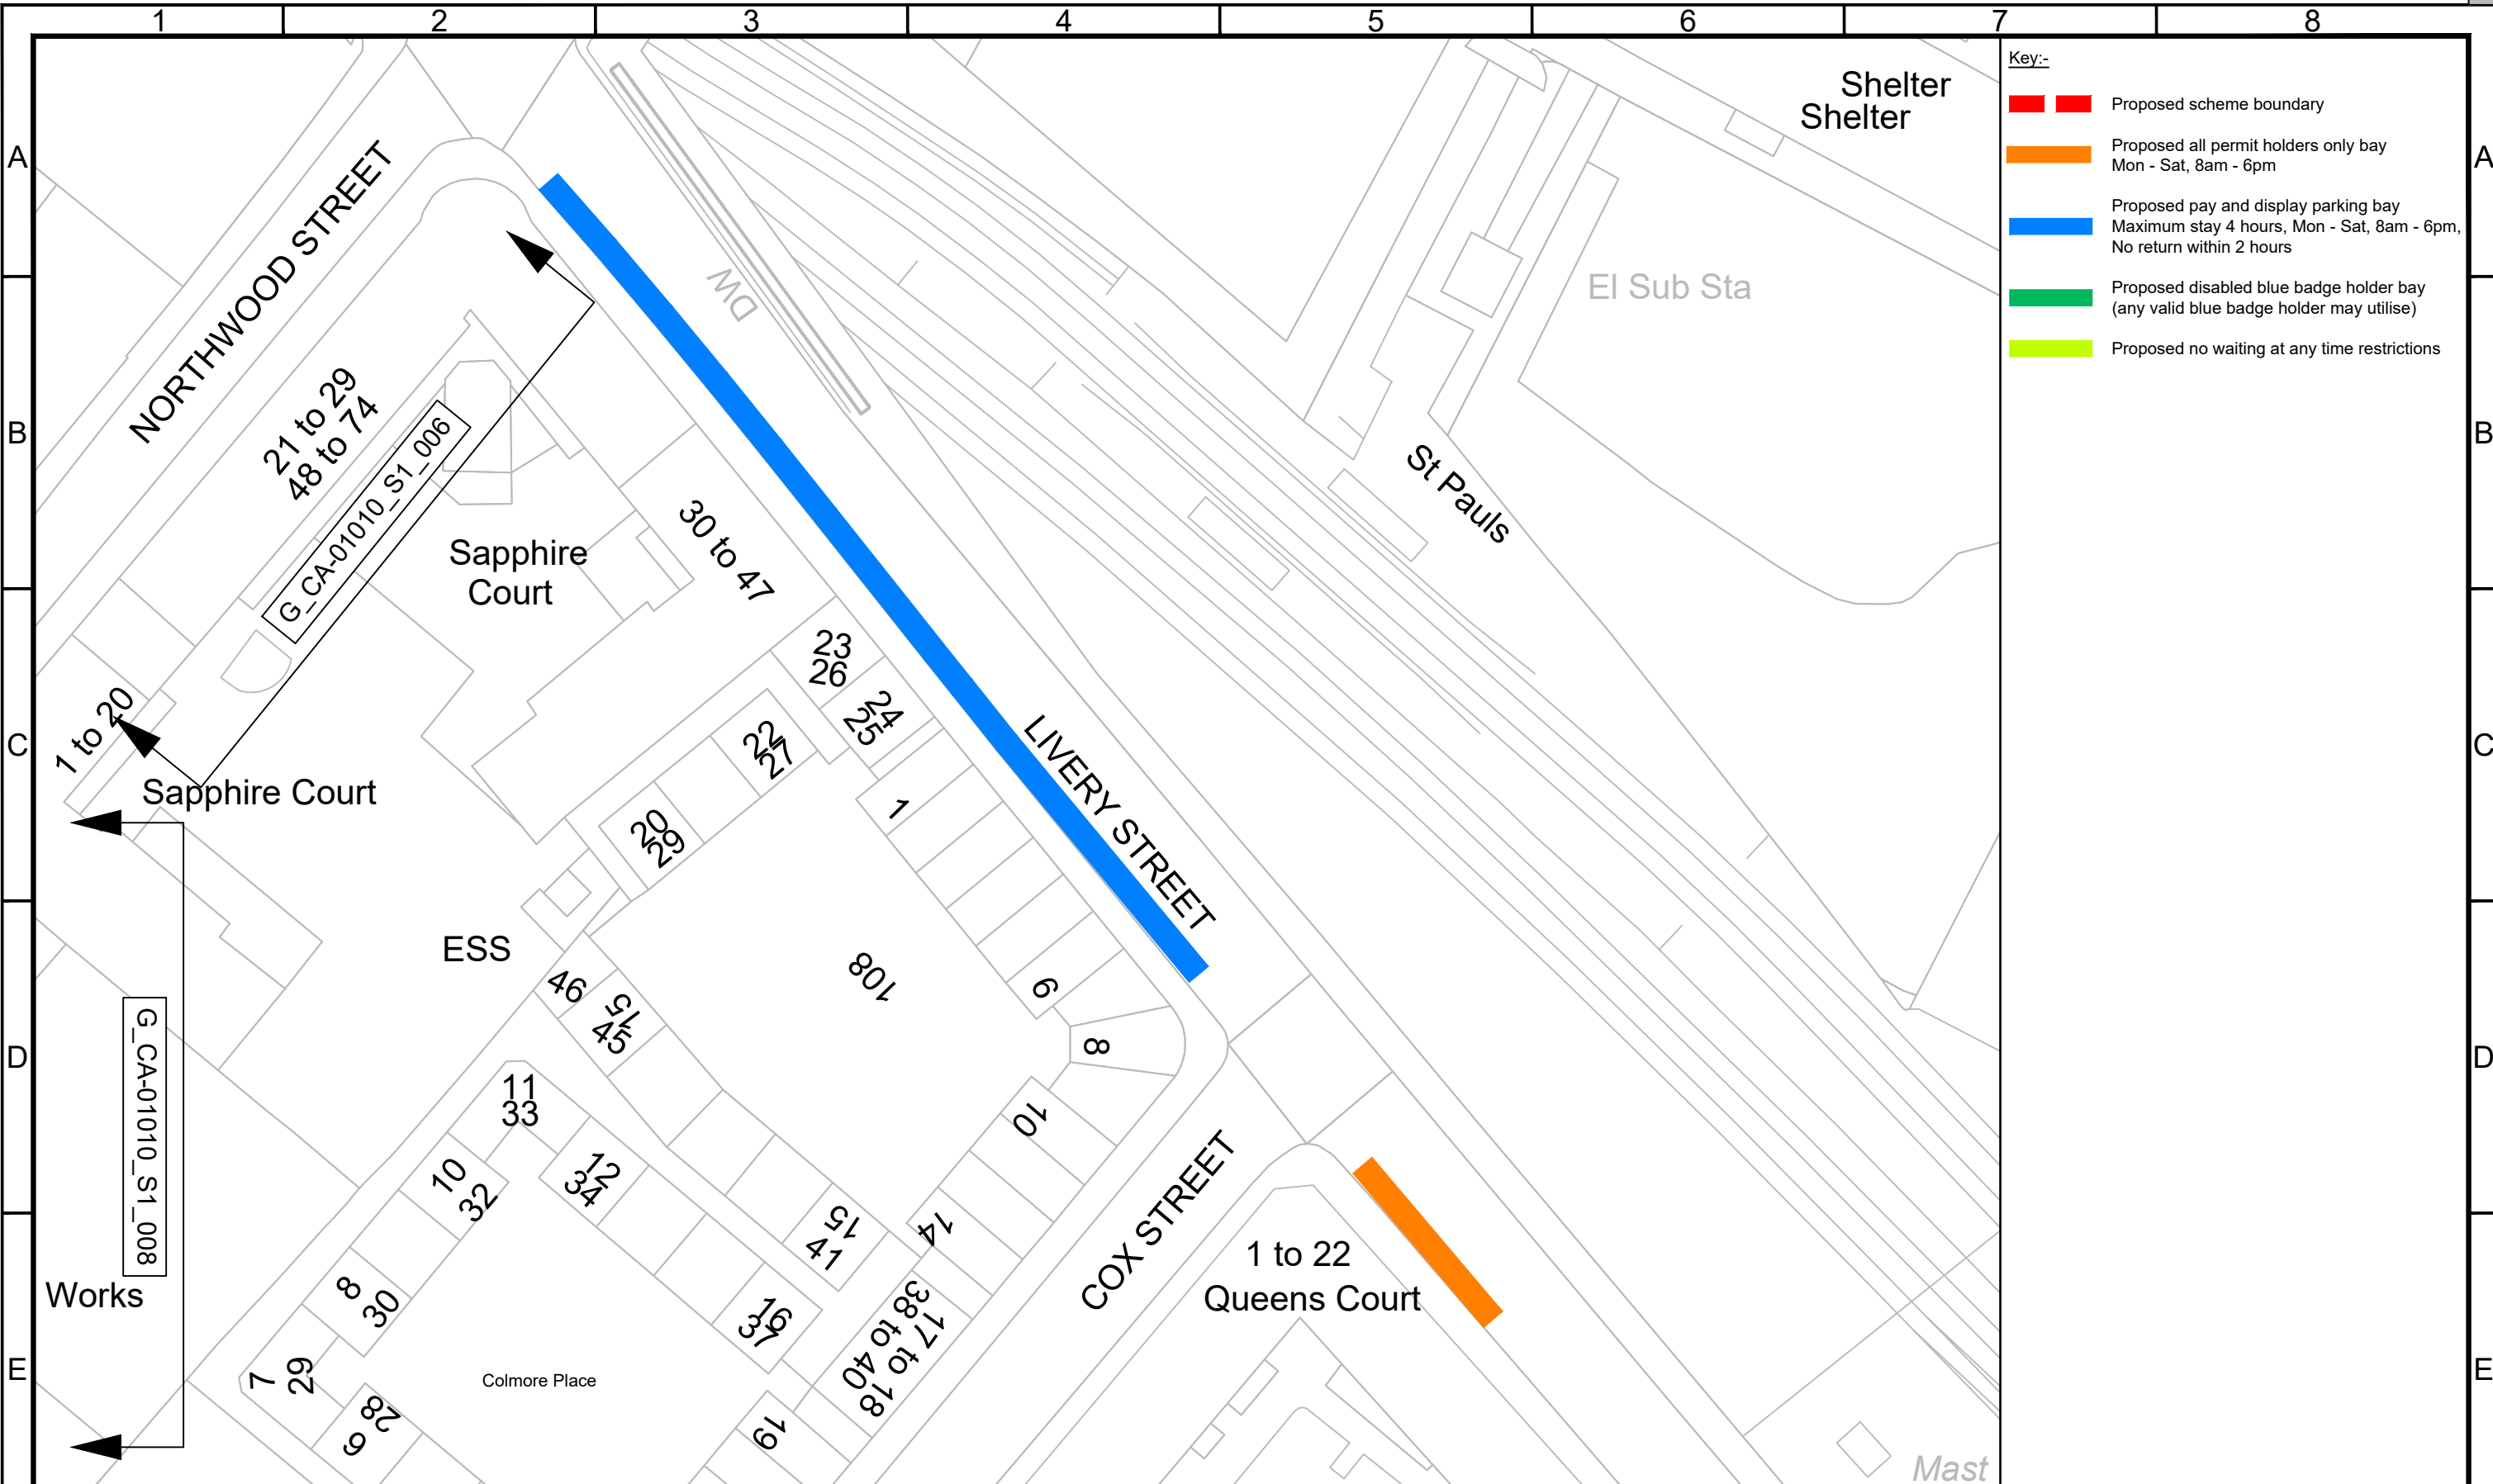 1 2 3 4 5 6 7 8
A
A
B
B
C
C
D
D
E
E
Key:-
Proposed scheme boundary
Proposed all permit holders only bay
Mon - Sat, 8am - 6pm
Proposed pay and display parking bay
Maximum stay 4 hours, Mon - Sat, 8am - 6pm,
No return within 2 hours
Proposed disabled blue badge holder bay
(any valid blue badge holder may utilise)
Proposed no waiting at any time restrictions
Shelter
Shelter
NORTHWOOD STREET
DW
El Sub Sta
21 to 29
48 to 74
G_CA-01010_S1_006
St Pauls
Sapphire
Court
30 to 47
23
26
24
25
1 to 20
22
27
LIVERY STREET
Sapphire Court
1
20
29
ESS
46
15
45
108
9
8
G_CA-01010_S1_008
11
33
10
12
34
10
32
COX STREET
14
15
41
1 to 22
Queens Court
Works
8
30
16
37
17 to 18
38 to 40
7
29
Colmore Place
28
6
19
Mast